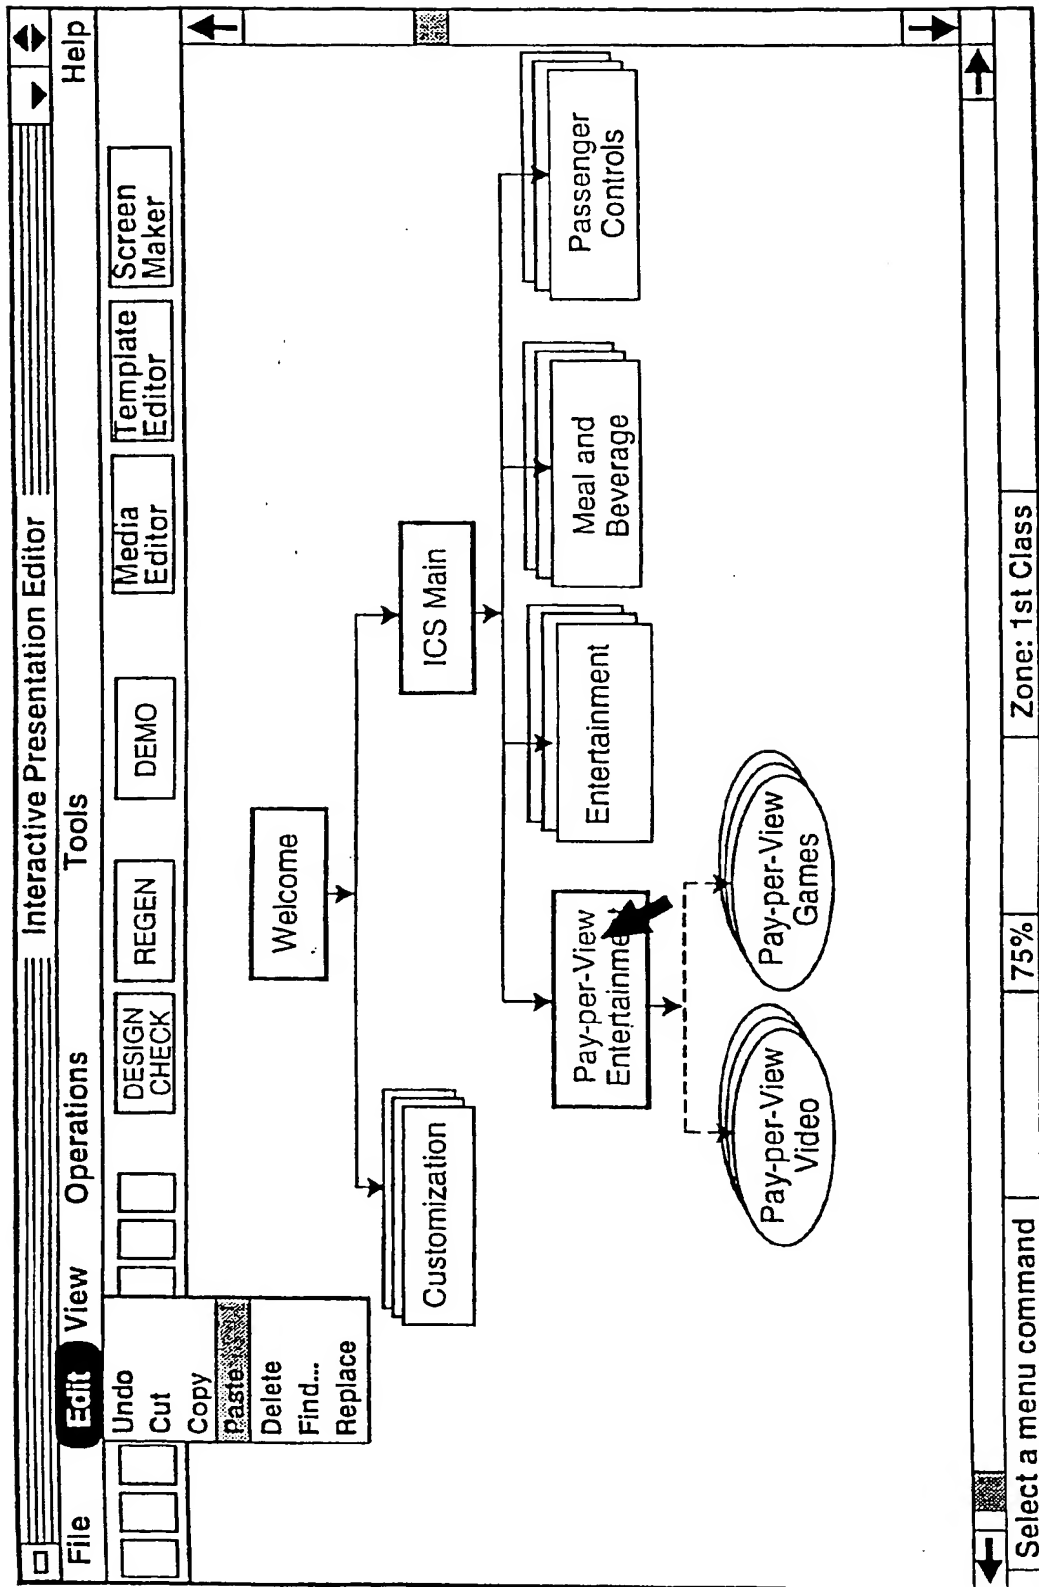 Interactive Presentation Editor
File Edit View Operations Tools Help
Undo
Cut
Copy
Paste
Delete
Find...
Replace
DESIGN
CHECK
REGEN
DEMO
Media
Editor
Template
Editor
Screen
Maker
Welcome
Customization
ICS Main
Pay-per-View
Entertainment
Entertainment
Meal and
Beverage
Passenger
Controls
Pay-per-View
Video
Pay-per-View
Games
Select a menu command
75%
Zone: 1st Class